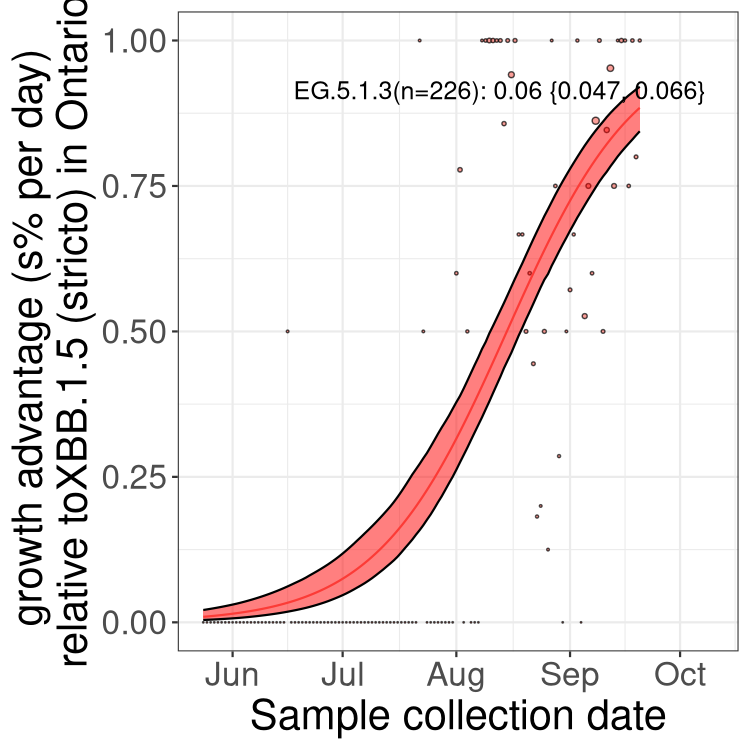 growth advantage (s% per day)
relative toXBB.1.5 (stricto) in Ontario
1.00
0.75
0.50
0.25
0.00
EG.5.1.3(n=226): 0.06 {0.047, 0.066}
Jun Jul Aug Sep Oct
Sample collection date